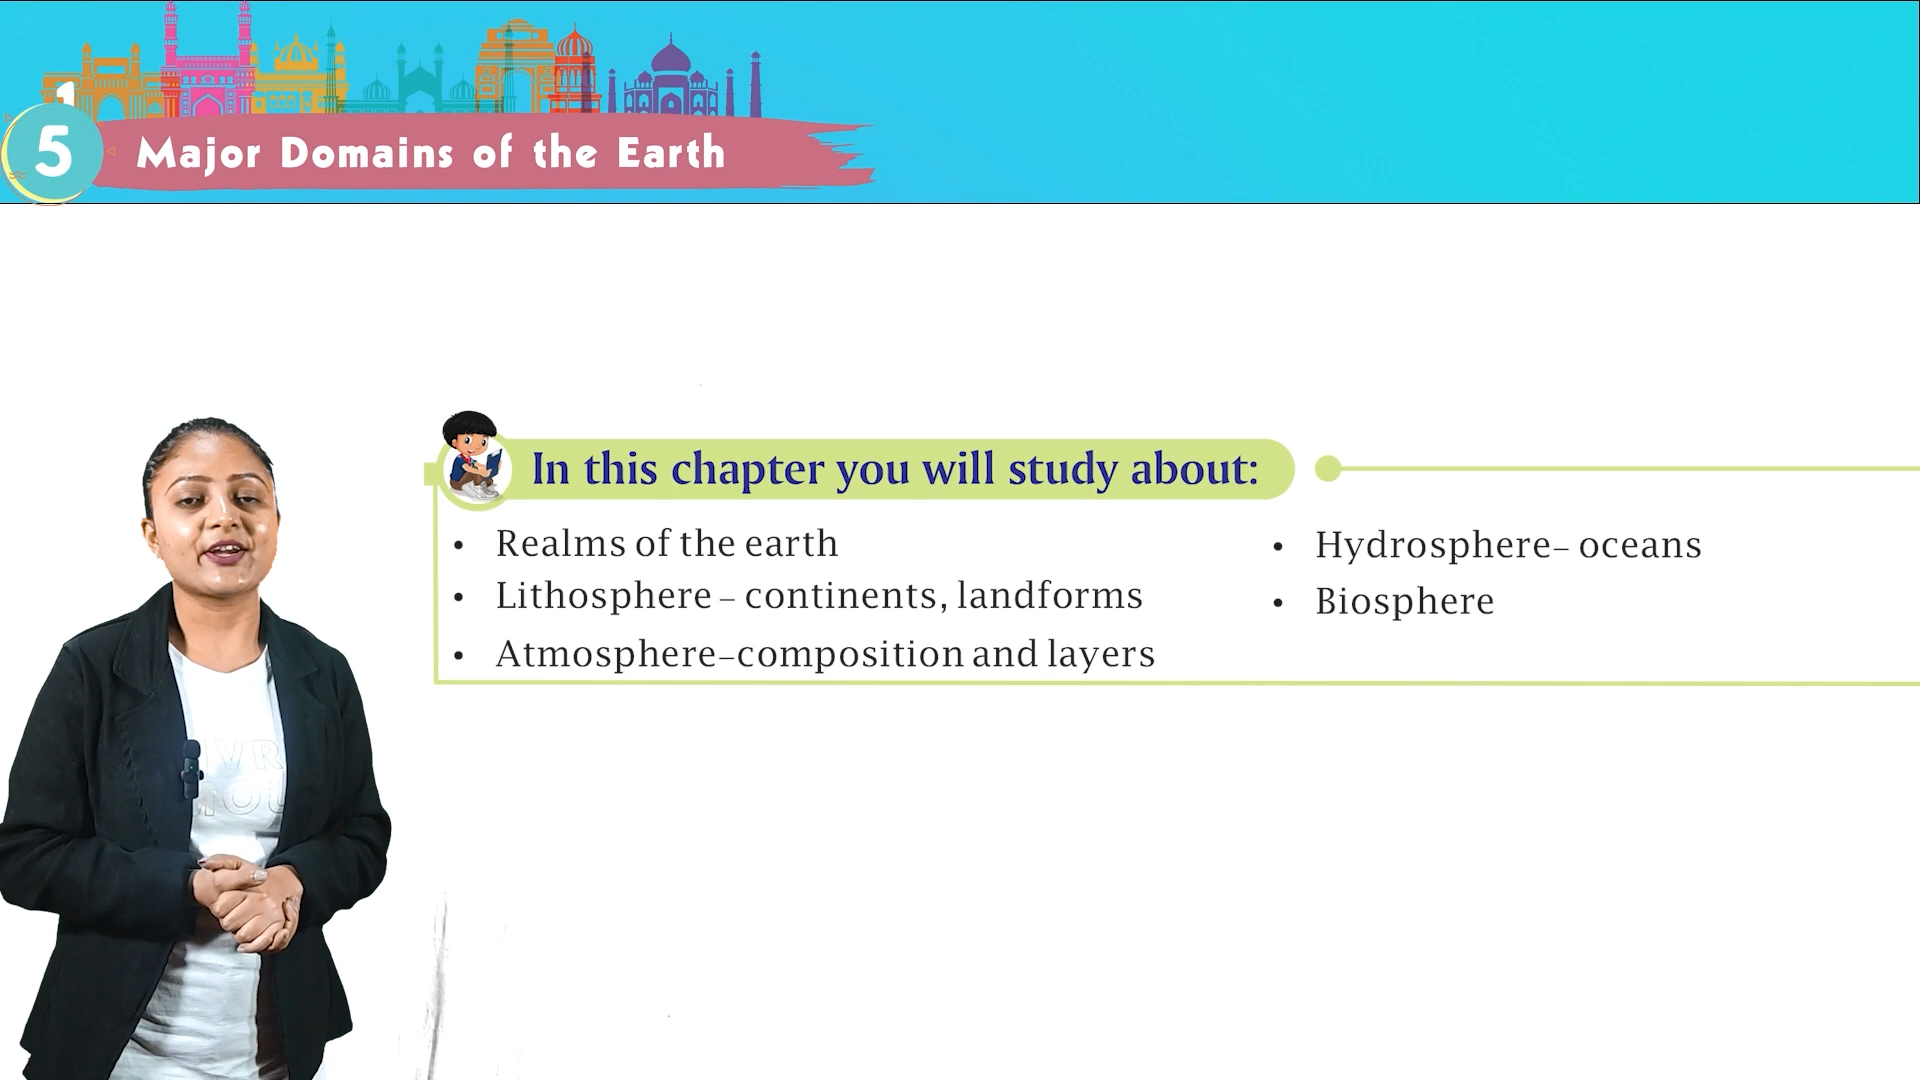 5
Major Domains of the Earth
In this chapter you will study about:
• Realms of the earth
• Lithosphere – continents, landforms
• Atmosphere–composition and layers
• Hydrosphere– oceans
• Biosphere